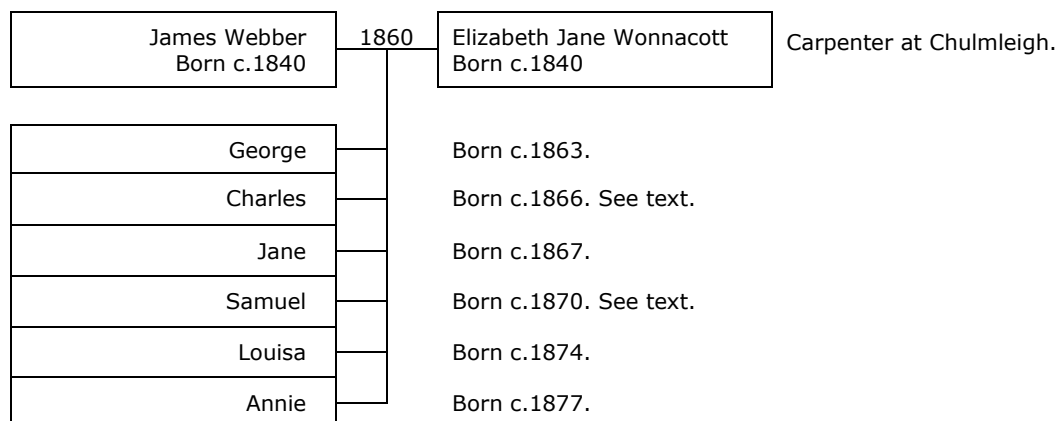 James Webber
Born c.1840
1860
Elizabeth Jane Wonnacott
Born c.1840
Carpenter at Chulmleigh.
George
Born c.1863.
Charles
Born c.1866. See text.
Jane
Born c.1867.
Samuel
Born c.1870. See text.
Louisa
Born c.1874.
Annie
Born c.1877.